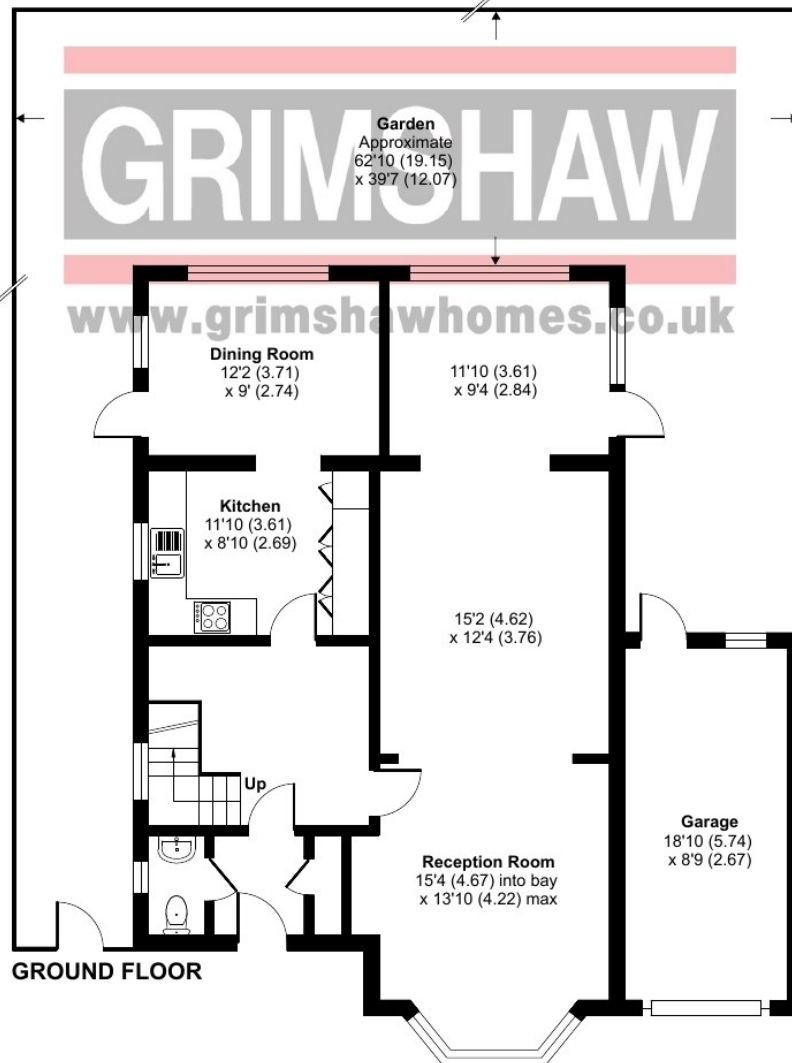 Garden
Approximate
62'10 (19.15)
x 39'7 (12.07)
GRIMSHAW
www.grimshawhomes.co.uk
Dining Room
12'2 (3.71)
x 9' (2.74)
11'10 (3.61)
x 9'4 (2.84)
Kitchen
11'10 (3.61)
x 8'10 (2.69)
15'2 (4.62)
x 12'4 (3.76)
Up
Garage
18'10 (5.74)
x 8'9 (2.67)
Reception Room
15'4 (4.67) into bay
x 13'10 (4.22) max
GROUND FLOOR